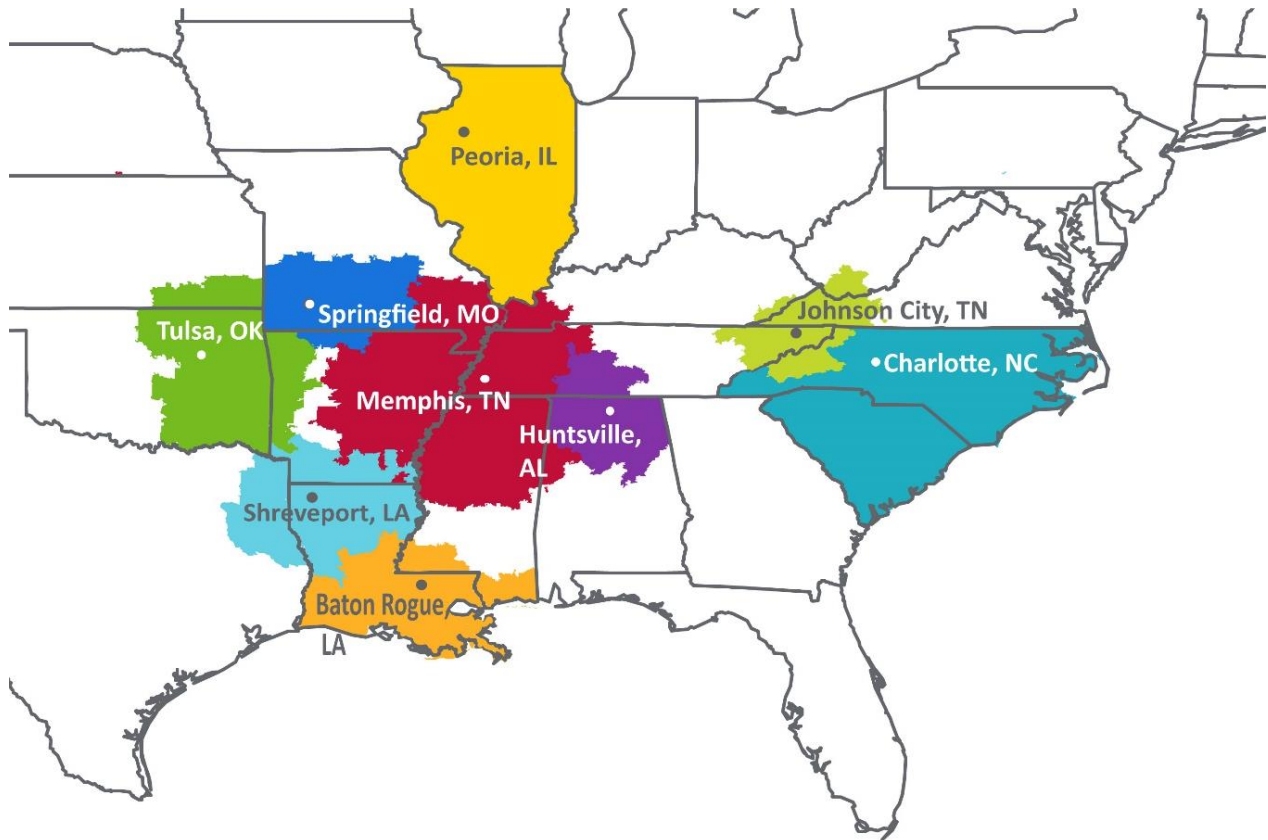 Peoria, IL
Springfield, MO
Johnson City, TN
Tulsa, OK
Charlotte, NC
Memphis, TN
Huntsville,
AL
Shreveport, LA
Baton Rogue,
LA